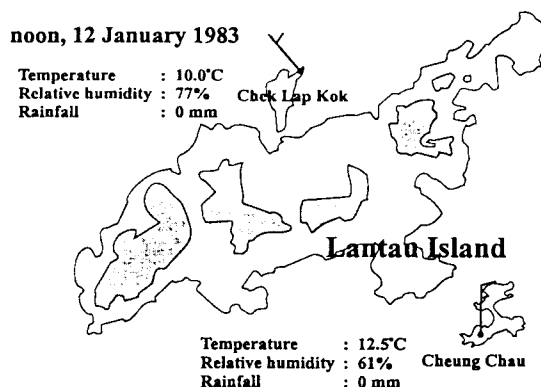 noon, 12 January 1983
Temperature : 10.0°C
Relative humidity : 77%
Rainfall : 0 mm
Chek Lap Kok
Lantau Island
Temperature : 12.5°C
Relative humidity : 61%
Rainfall : 0 mm
Cheung Chau